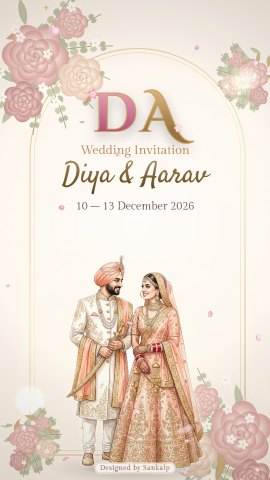 DA
Wedding Invitation
Diya & Aarav
10 — 13 December 2026
Designed by Sankalp